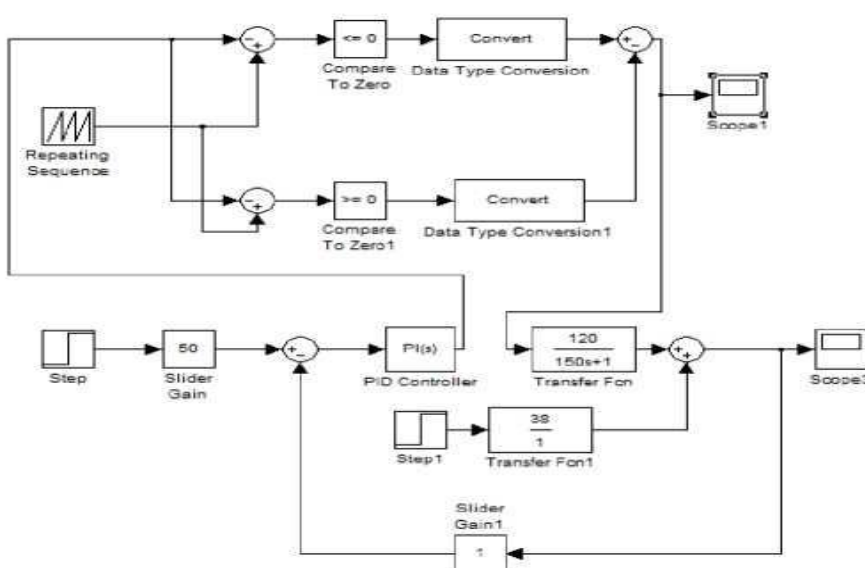 <= 0
Compare
To Zero
Convert
Data Type Conversion
Scope1
Repeating
Sequence
>= 0
Compare
To Zero1
Convert
Data Type Conversion1
Step
50
Slider
Gain
PI(s)
PID Controller
120
150s+1
Transfer Fcn
Step1
38
1
Transfer Fcn1
Slider
Gain1
1